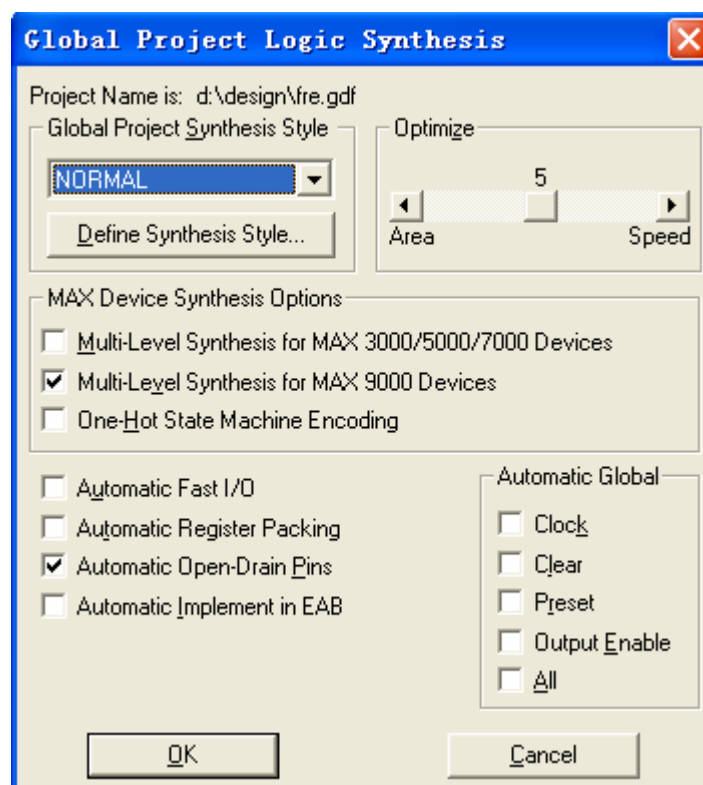 Global Project Logic Synthesis
Project Name is: d:\design\fre.gdf
Global Project Synthesis Style
NORMAL
Define Synthesis Style...
Optimize
5
Area Speed
MAX Device Synthesis Options
Multi-Level Synthesis for MAX 3000/5000/7000 Devices
Multi-Level Synthesis for MAX 9000 Devices
One-Hot State Machine Encoding
Automatic Fast I/O
Automatic Register Packing
Automatic Open-Drain Pins
Automatic Implement in EAB
Automatic Global
Clock
Clear
Preset
Output Enable
All
OK Cancel